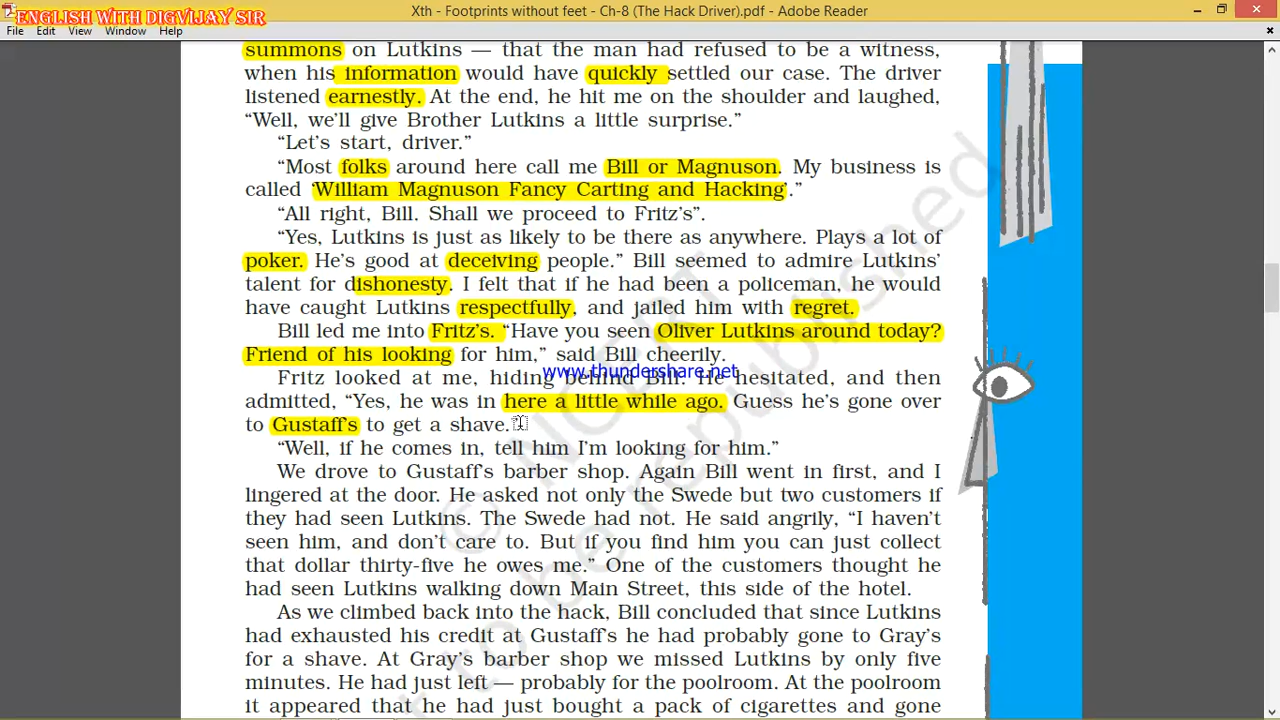 ENGLISH WITH DIGVIJAY SIR
Xth - Footprints without feet - Ch-8 (The Hack Driver).pdf - Adobe Reader
File Edit View Window Help
summons on Lutkins — that the man had refused to be a witness,
when his information would have quickly settled our case. The driver
listened earnestly. At the end, he hit me on the shoulder and laughed,
“Well, we’ll give Brother Lutkins a little surprise.”
“Let’s start, driver.”
“Most folks around here call me Bill or Magnuson. My business is
called ‘William Magnuson Fancy Carting and Hacking’.”
“All right, Bill. Shall we proceed to Fritz’s”.
“Yes, Lutkins is just as likely to be there as anywhere. Plays a lot of
poker. He’s good at deceiving people.” Bill seemed to admire Lutkins’
talent for dishonesty. I felt that if he had been a policeman, he would
have caught Lutkins respectfully, and jailed him with regret.
Bill led me into Fritz’s. “Have you seen Oliver Lutkins around today?
Friend of his looking for him,” said Bill cheerily.
www.thundershare.net
Fritz looked at me, hiding behind Bill. He hesitated, and then
admitted, “Yes, he was in here a little while ago. Guess he’s gone over
to Gustaff’s to get a shave.”
“Well, if he comes in, tell him I’m looking for him.”
We drove to Gustaff’s barber shop. Again Bill went in first, and I
lingered at the door. He asked not only the Swede but two customers if
they had seen Lutkins. The Swede had not. He said angrily, “I haven’t
seen him, and don’t care to. But if you find him you can just collect
that dollar thirty-five he owes me.” One of the customers thought he
had seen Lutkins walking down Main Street, this side of the hotel.
As we climbed back into the hack, Bill concluded that since Lutkins
had exhausted his credit at Gustaff’s he had probably gone to Gray’s
for a shave. At Gray’s barber shop we missed Lutkins by only five
minutes. He had just left — probably for the poolroom. At the poolroom
it appeared that he had just bought a pack of cigarettes and gone
© NCERT
to be republished